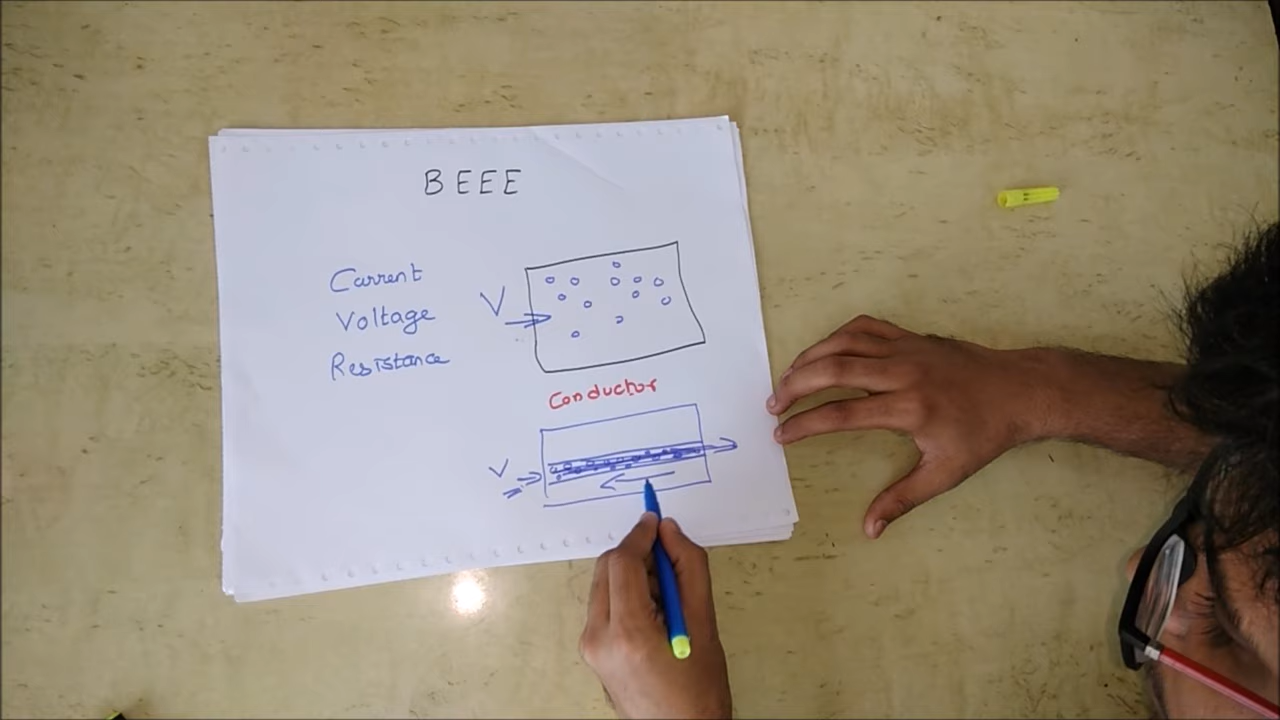 BEEE
Current
Voltage
Resistance
V
Conductor
V